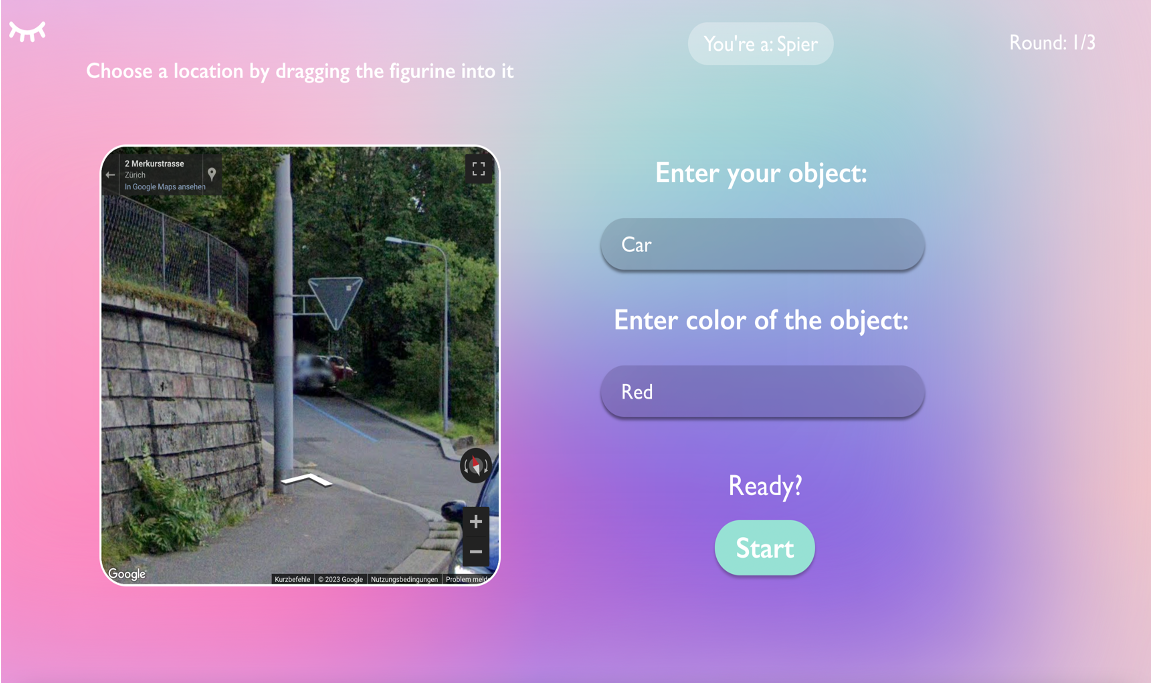 You're a: Spier
Round: 1/3
Choose a location by dragging the figurine into it
2 Merkurstrasse
Zürich
In Google Maps ansehen
Google
Kurzbefehle
© 2023 Google
Nutzungsbedingungen
Problem melde
Enter your object:
Car
Enter color of the object:
Red
Ready?
Start